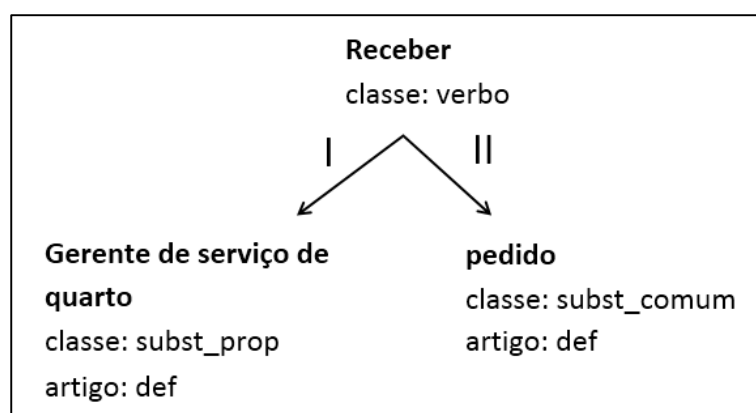 Receber
classe: verbo
I
II
Gerente de serviço de
quarto
classe: subst_prop
artigo: def
pedido
classe: subst_comum
artigo: def